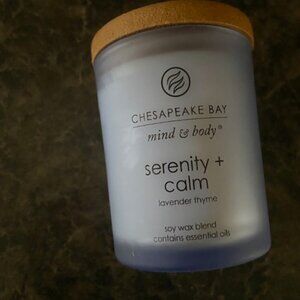 CHESAPEAKE BAY
mind & body®
serenity +
calm
lavender thyme
soy wax blend
contains essential oils